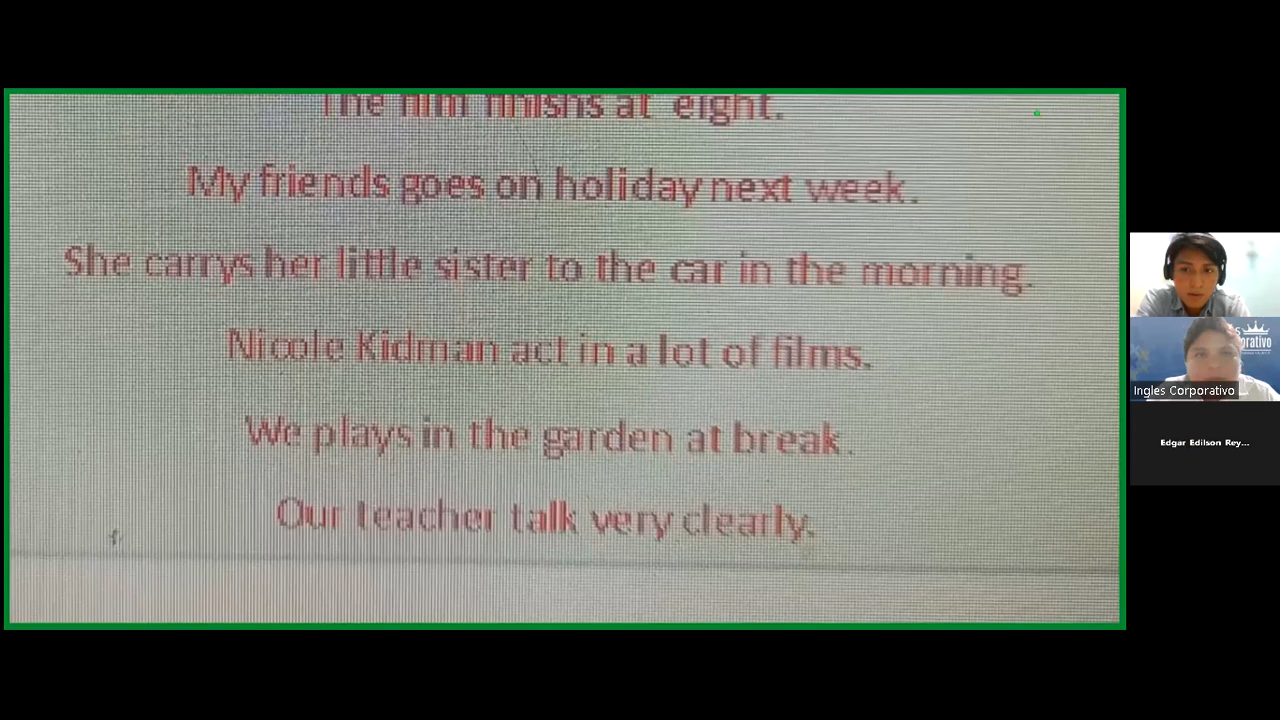 The film finishs at eight.
My friends goes on holiday next week.
She carrys her little sister to the car in the morning.
Nicole Kidman act in a lot of films.
We plays in the garden at break.
Our teacher talk very clearly.
Ingles Corporativo
Edgar Edilson Rey...